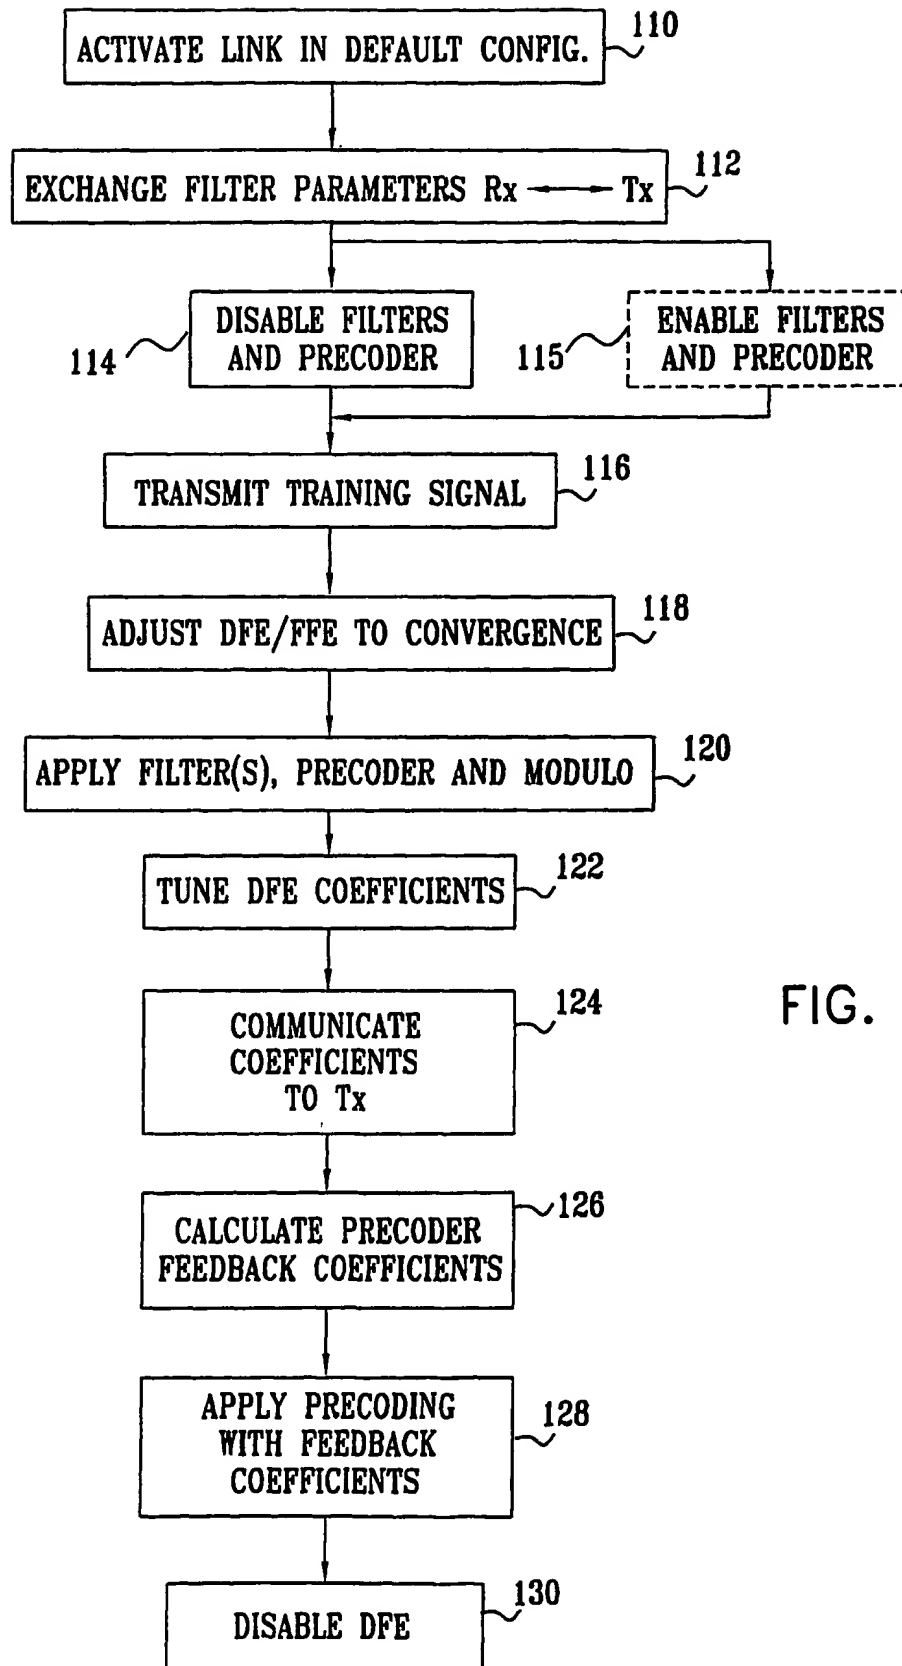 ACTIVATE LINK IN DEFAULT CONFIG.
110
EXCHANGE FILTER PARAMETERS Rx Tx
112
DISABLE FILTERS
AND PRECODER
114
ENABLE FILTERS
AND PRECODER
115
TRANSMIT TRAINING SIGNAL
116
ADJUST DFE/FFE TO CONVERGENCE
118
APPLY FILTER(S), PRECODER AND MODULO
120
TUNE DFE COEFFICIENTS
122
COMMUNICATE
COEFFICIENTS
TO Tx
124
FIG.
CALCULATE PRECODER
FEEDBACK COEFFICIENTS
126
APPLY PRECODING
WITH FEEDBACK
COEFFICIENTS
128
DISABLE DFE
130